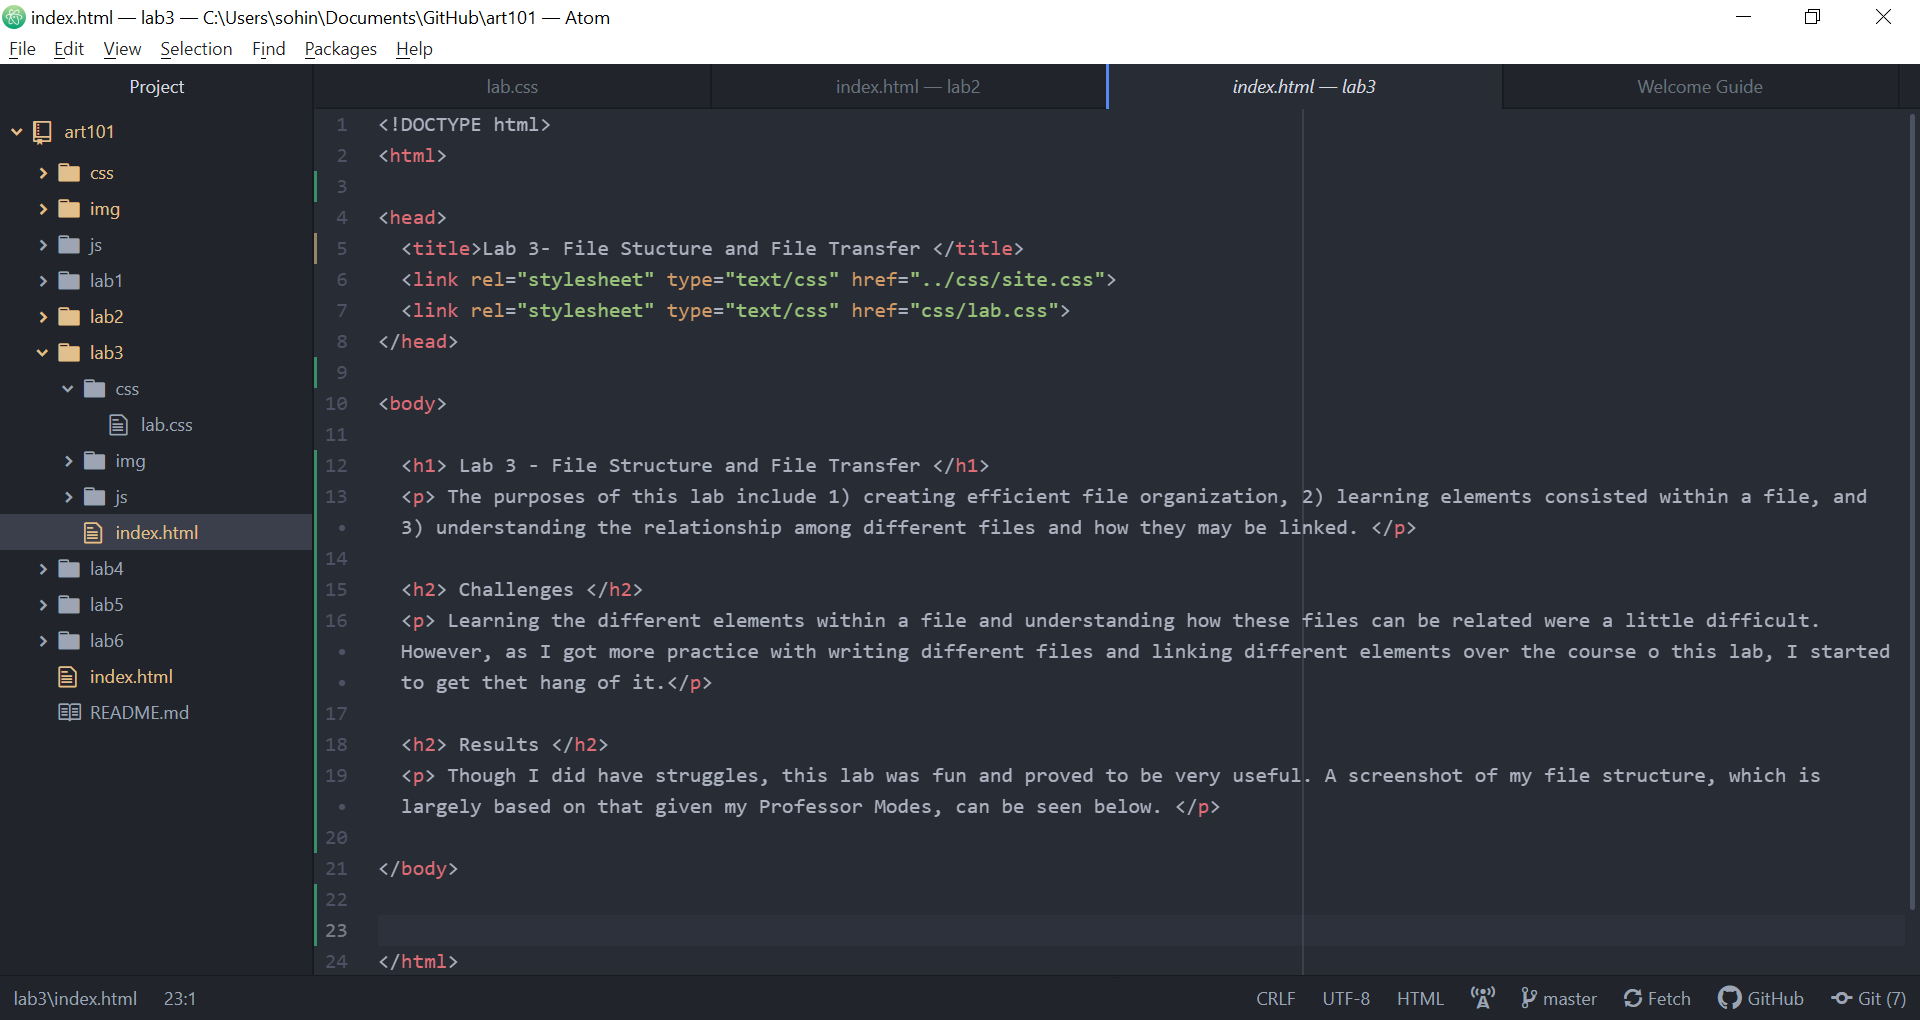 index.html — lab3 — C:\Users\sohin\Documents\GitHub\art101 — Atom
File Edit View Selection Find Packages Help
Project
lab.css
index.html — lab2
index.html — lab3
Welcome Guide
art101
css
img
js
lab1
lab2
lab3
css
lab.css
img
js
index.html
lab4
lab5
lab6
index.html
README.md
1 <!DOCTYPE html>
2 <html>
3
4 <head>
5 <title>Lab 3- File Stucture and File Transfer </title>
6 <link rel="stylesheet" type="text/css" href="../css/site.css">
7 <link rel="stylesheet" type="text/css" href="css/lab.css">
8 </head>
9
10 <body>
11
12 <h1> Lab 3 - File Structure and File Transfer </h1>
13 <p> The purposes of this lab include 1) creating efficient file organization, 2) learning elements consisted within a file, and
• 3) understanding the relationship among different files and how they may be linked. </p>
14
15 <h2> Challenges </h2>
16 <p> Learning the different elements within a file and understanding how these files can be related were a little difficult.
• However, as I got more practice with writing different files and linking different elements over the course o this lab, I started
• to get thet hang of it.</p>
17
18 <h2> Results </h2>
19 <p> Though I did have struggles, this lab was fun and proved to be very useful. A screenshot of my file structure, which is
• largely based on that given my Professor Modes, can be seen below. </p>
20
21 </body>
22
23
24 </html>
lab3\index.html 23:1 CRLF UTF-8 HTML master Fetch GitHub Git (7)